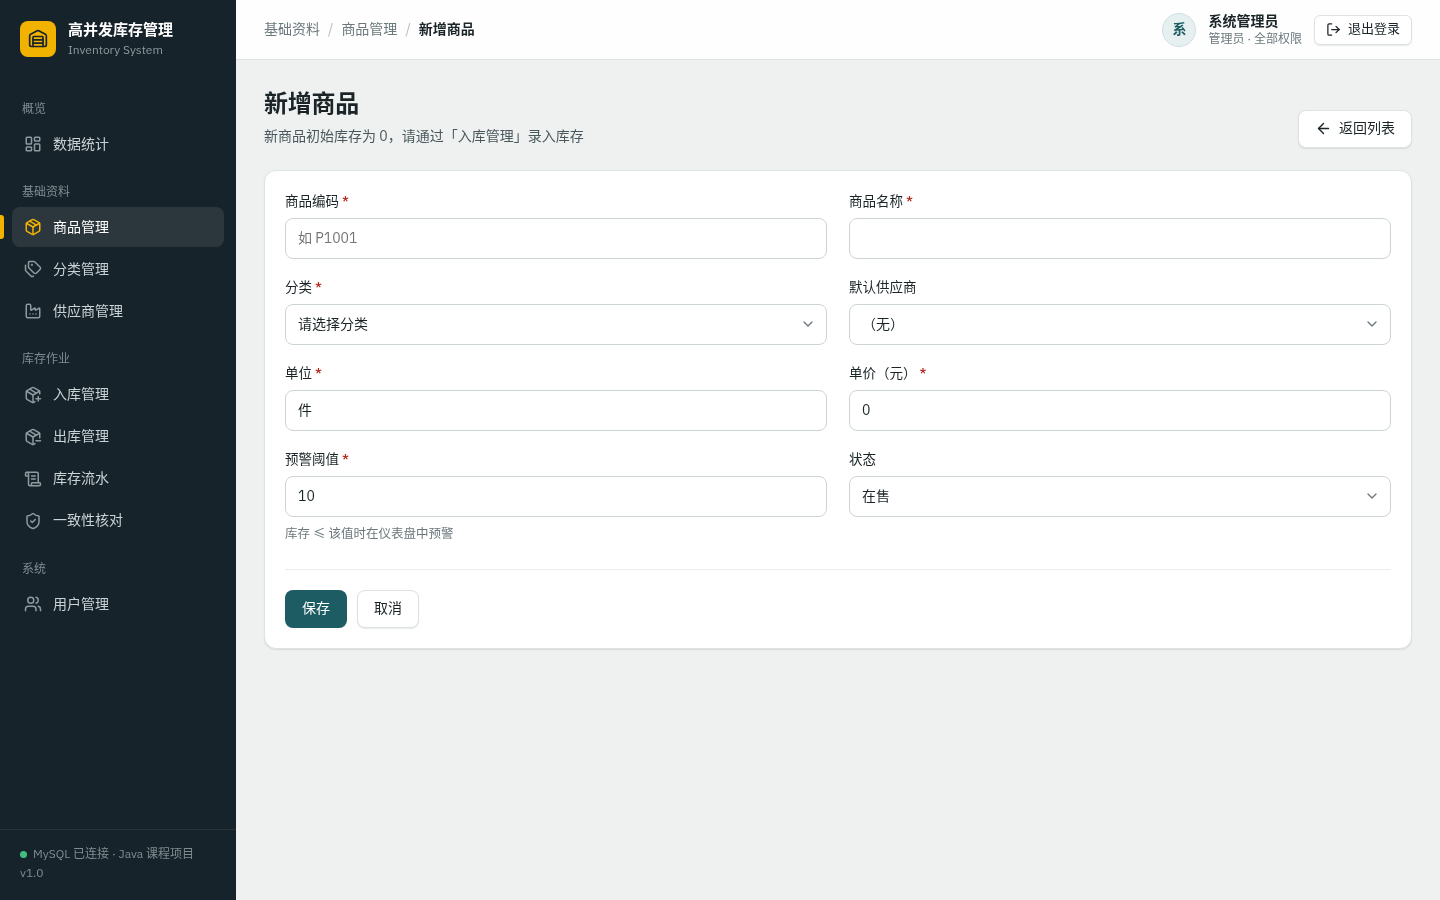 高并发库存管理
Inventory System
概览
数据统计
基础资料
商品管理
分类管理
供应商管理
库存作业
入库管理
出库管理
库存流水
一致性核对
系统
用户管理
MySQL 已连接 · Java 课程项目
v1.0
基础资料 / 商品管理 / 新增商品
系
系统管理员
管理员 · 全部权限
退出登录
新增商品
新商品初始库存为 0，请通过「入库管理」录入库存
返回列表
商品编码 *
如 P1001
商品名称 *
分类 *
请选择分类
默认供应商
（无）
单位 *
件
单价（元） *
0
预警阈值 *
10
库存 ≤ 该值时在仪表盘中预警
状态
在售
保存
取消